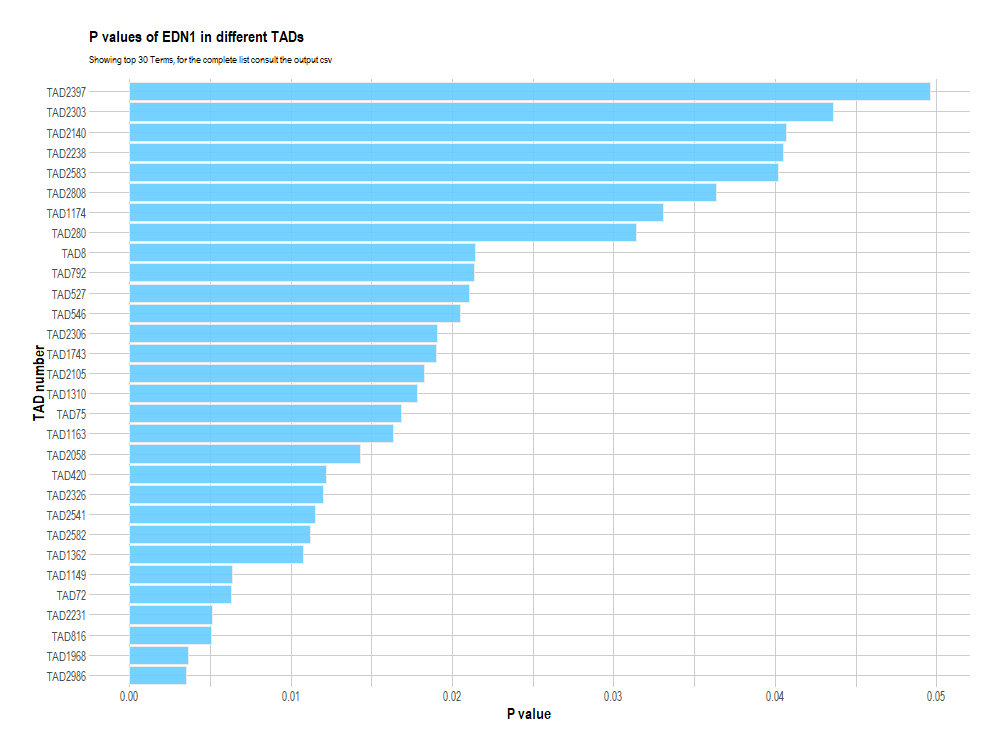 P values of EDN1 in different TADs
Showing top 30 Terms, for the complete list consult the output csv
TAD number
TAD2397
TAD2303
TAD2140
TAD2238
TAD2583
TAD2808
TAD1174
TAD280
TAD8
TAD792
TAD527
TAD546
TAD2306
TAD1743
TAD2105
TAD1310
TAD75
TAD1163
TAD2058
TAD420
TAD2326
TAD2541
TAD2582
TAD1362
TAD1149
TAD72
TAD2231
TAD816
TAD1968
TAD2986
0.00 0.01 0.02 0.03 0.04 0.05
P value